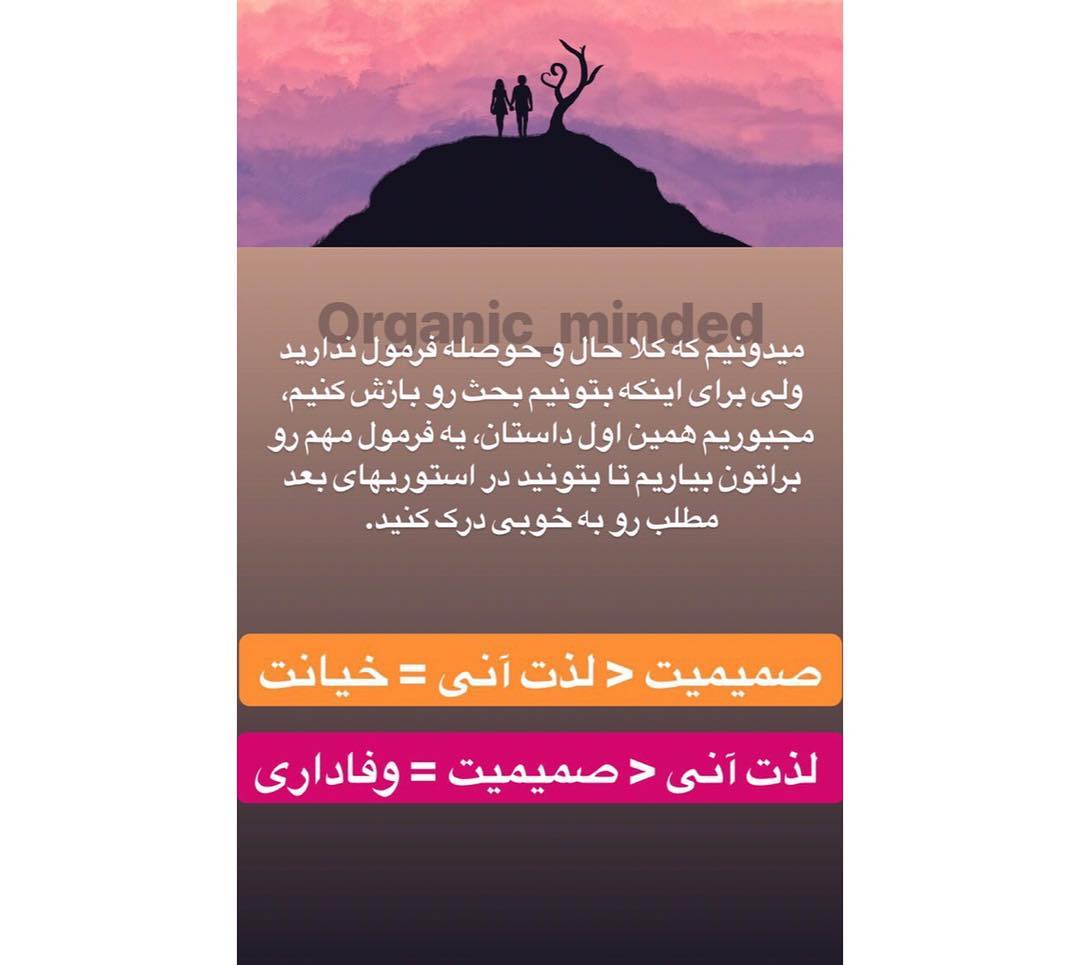 Organic_minded
میدونیم که کلا حال و حوصله فرمول ندارید
ولی برای اینکه بتونیم بحث رو بازش کنیم،
مجبوریم همین اول داستان، یه فرمول مهم رو
براتون بیاریم تا بتونید در استوریهای بعد
مطلب رو به خوبی درک کنید.
صمیمیت < لذت آنی = خیانت
لذت آنی < صمیمیت = وفاداری